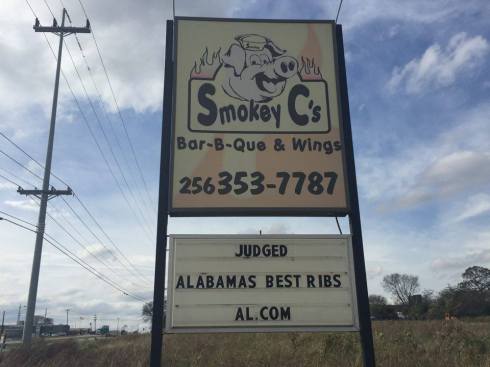 Smokey C's
Bar-B-Que & Wings
256 353-7787
JUDGED
ALABAMAS BEST RIBS
AL.COM